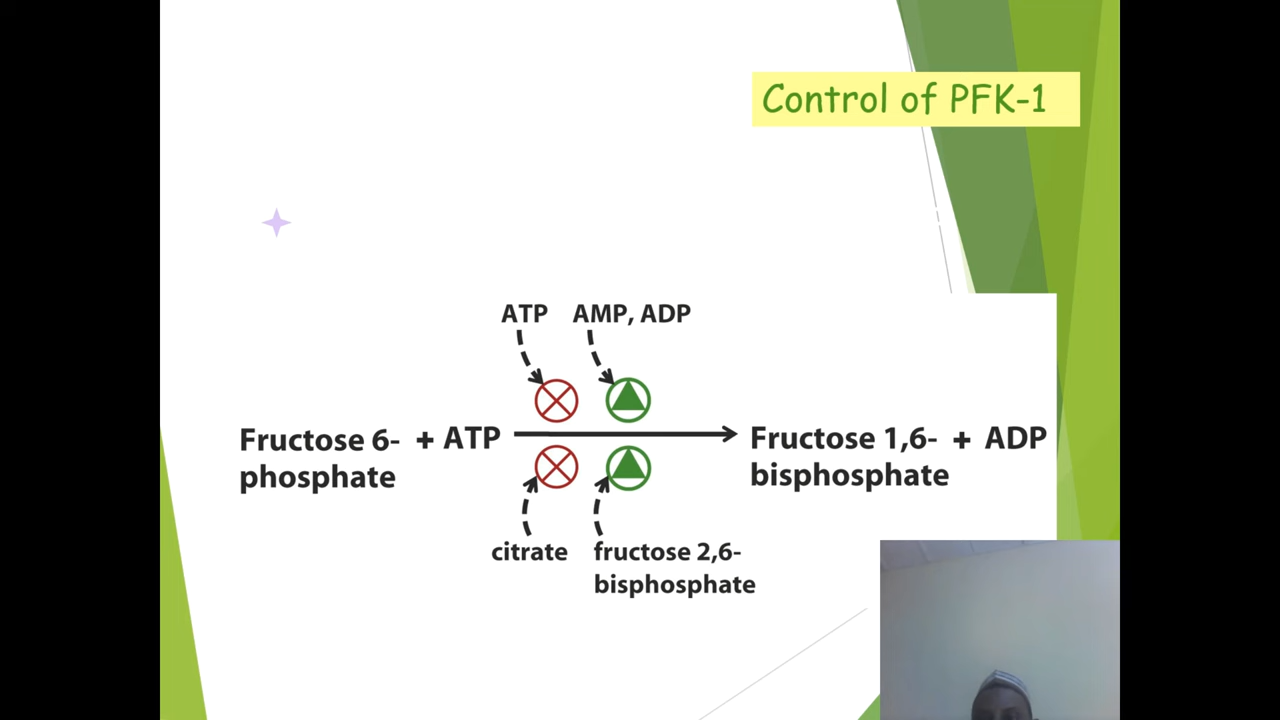 Control of PFK-1
ATP AMP, ADP
Fructose 6- + ATP Fructose 1,6- + ADP
phosphate bisphosphate
citrate fructose 2,6-
bisphosphate